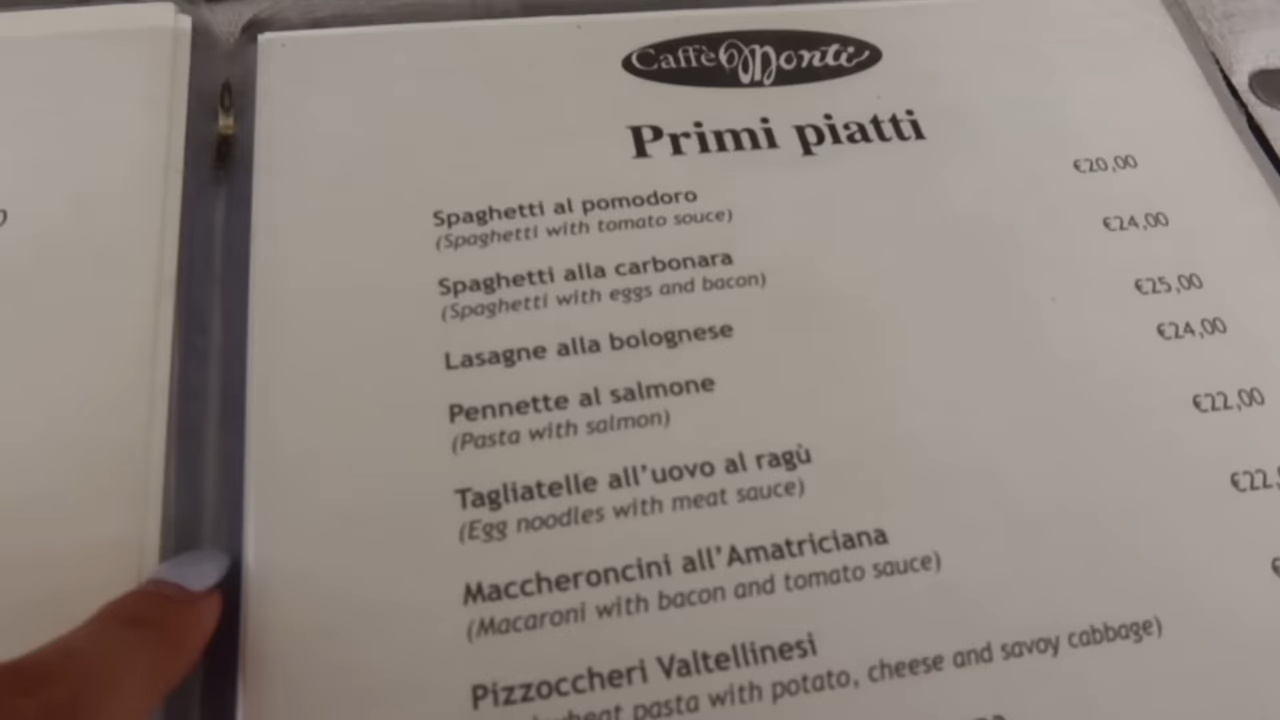 Caffè Monti
Primi piatti
Spaghetti al pomodoro €20,00
(Spaghetti with tomato souce)
Spaghetti alla carbonara €24,00
(Spaghetti with eggs and bacon)
Lasagne alla bolognese €25,00
Pennette al salmone €24,00
(Pasta with salmon)
Tagliatelle all'uovo al ragù €22,00
(Egg noodles with meat sauce)
Maccheroncini all'Amatriciana €22,
(Macaroni with bacon and tomato sauce)
Pizzoccheri Valtellinesi €
pasta with potato, cheese and savoy cabbage)